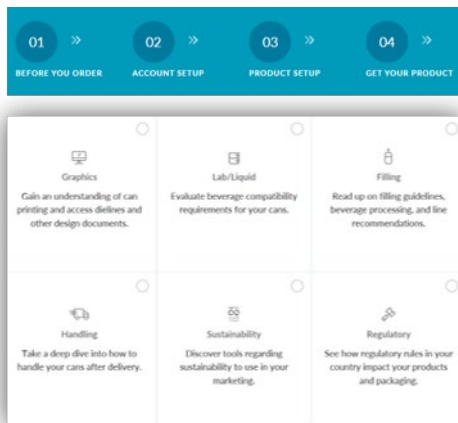 01 » 02 » 03 » 04 »
BEFORE YOU ORDER ACCOUNT SETUP PRODUCT SETUP GET YOUR PRODUCT
Graphics
Gain an understanding of can
printing and access dielines and
other design documents.
Lab/Liquid
Evaluate beverage compatibility
requirements for your cans.
Filling
Read up on filling guidelines,
beverage processing, and line
recommendations.
Handling
Take a deep dive into how to
handle your cans after delivery.
Sustainability
Discover tools regarding
sustainability to use in your
marketing.
Regulatory
See how regulatory rules in your
country impact your products
and packaging.